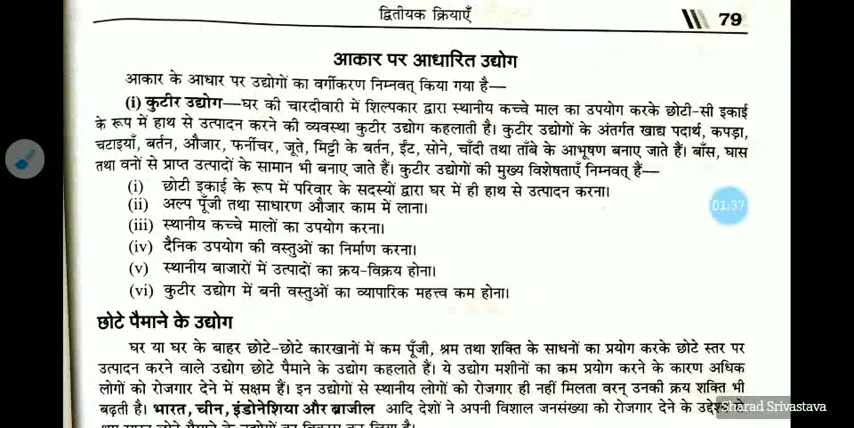 द्वितीयक क्रियाएँ
79
आकार पर आधारित उद्योग
आकार के आधार पर उद्योगों का वर्गीकरण निम्नवत् किया गया है—
(i) कुटीर उद्योग—घर की चारदीवारी में शिल्पकार द्वारा स्थानीय कच्चे माल का उपयोग करके छोटी-सी इकाई
के रूप में हाथ से उत्पादन करने की व्यवस्था कुटीर उद्योग कहलाती है। कुटीर उद्योगों के अंतर्गत खाद्य पदार्थ, कपड़ा,
चटाइयाँ, बर्तन, औजार, फर्नीचर, जूते, मिट्टी के बर्तन, ईंट, सोने, चाँदी तथा ताँबे के आभूषण बनाए जाते हैं। बाँस, घास
तथा वनों से प्राप्त उत्पादों के सामान भी बनाए जाते हैं। कुटीर उद्योगों की मुख्य विशेषताएँ निम्नवत् हैं—
(i) छोटी इकाई के रूप में परिवार के सदस्यों द्वारा घर में ही हाथ से उत्पादन करना।
(ii) अल्प पूँजी तथा साधारण औजार काम में लाना।
01:37
(iii) स्थानीय कच्चे मालों का उपयोग करना।
(iv) दैनिक उपयोग की वस्तुओं का निर्माण करना।
(v) स्थानीय बाजारों में उत्पादों का क्रय-विक्रय होना।
(vi) कुटीर उद्योग में बनी वस्तुओं का व्यापारिक महत्त्व कम होना।
छोटे पैमाने के उद्योग
घर या घर के बाहर छोटे-छोटे कारखानों में कम पूँजी, श्रम तथा शक्ति के साधनों का प्रयोग करके छोटे स्तर पर
उत्पादन करने वाले उद्योग छोटे पैमाने के उद्योग कहलाते हैं। ये उद्योग मशीनों का कम प्रयोग करने के कारण अधिक
लोगों को रोजगार देने में सक्षम हैं। इन उद्योगों से स्थानीय लोगों को रोजगार ही नहीं मिलता वरन् उनकी क्रय शक्ति भी
बढ़ती है। भारत, चीन, इंडोनेशिया और ब्राजील आदि देशों ने अपनी विशाल जनसंख्या को रोजगार देने के उद्देश्य से
Sharad Srivastava